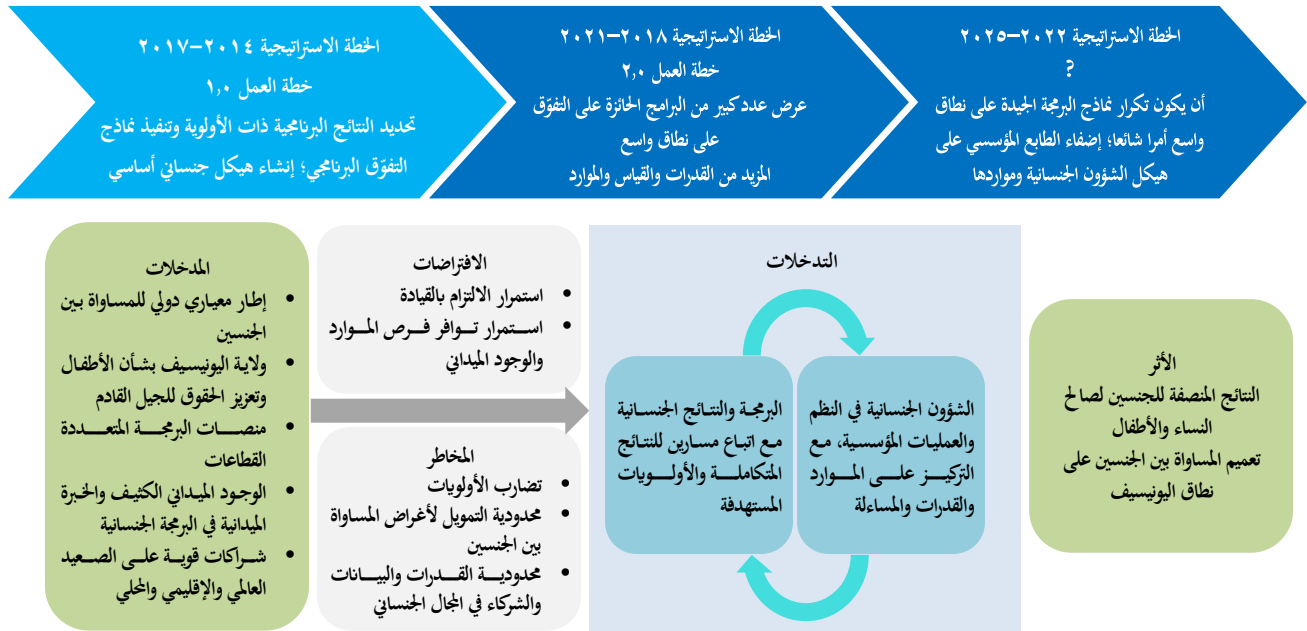 الخطة الاستراتيجية ٢٠١٤-٢٠١٧
خطة العمل ١,٠
تحديد النتائج البرنامجية ذات الأولوية وتنفيذ نماذج
التفوّق البرنامجي؛ إنشاء هيكل جنساني أساسي
الخطة الاستراتيجية ٢٠١٨-٢٠٢١
خطة العمل ٢,٠
عرض عدد كبير من البرامج الحائزة على التفوّق
على نطاق واسع
المزيد من القدرات والقياس والموارد
الخطة الاستراتيجية ٢٠٢٢-٢٠٢٥
?
أن يكون تكرار نماذج البرمجة الجيدة على نطاق
واسع أمرا شائعا؛ إضفاء الطابع المؤسسي على
هيكل الشؤون الجنسانية ومواردها
المدخلات
• إطار معياري دولي للمساواة بين
الجنسين
• ولاية اليونيسيف بشأن الأطفال
وتعزيز الحقوق للجيل القادم
• منصات البرمجة المتعددة
القطاعات
• الوجود الميداني الكثيف والخبرة
الميدانية في البرمجة الجنسانية
• شراكات قوية على الصعيد
العالمي والإقليمي والمحلي
الافتراضات
• استمرار الالتزام بالقيادة
• استمرار توافر فرص الموارد
والوجود الميداني
المخاطر
• تضارب الأولويات
• محدودية التمويل لأغراض المساواة
بين الجنسين
• محدودية القدرات والبيانات
والشركاء في المجال الجنساني
التدخلات
البرمجة والنتائج الجنسانية
مع اتباع مسارين للنتائج
المتكاملة والأولويات
المستهدفة
الشؤون الجنسانية في النظم
والعمليات المؤسسية، مع
التركيز على الموارد
والقدرات والمساءلة
الأثر
النتائج المنصفة للجنسين لصالح
النساء والأطفال
تعميم المساواة بين الجنسين على
نطاق اليونيسيف